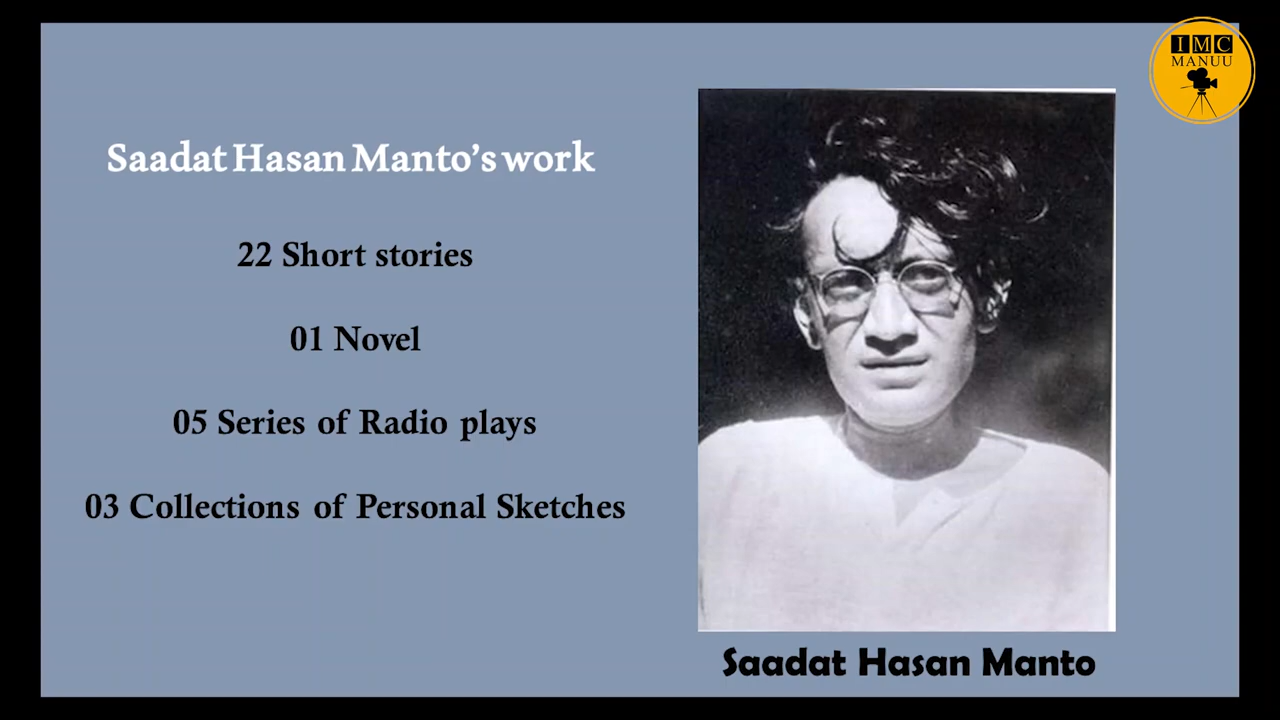 IMC
MANUU
Saadat Hasan Manto's work
22 Short stories
01 Novel
05 Series of Radio plays
03 Collections of Personal Sketches
Saadat Hasan Manto